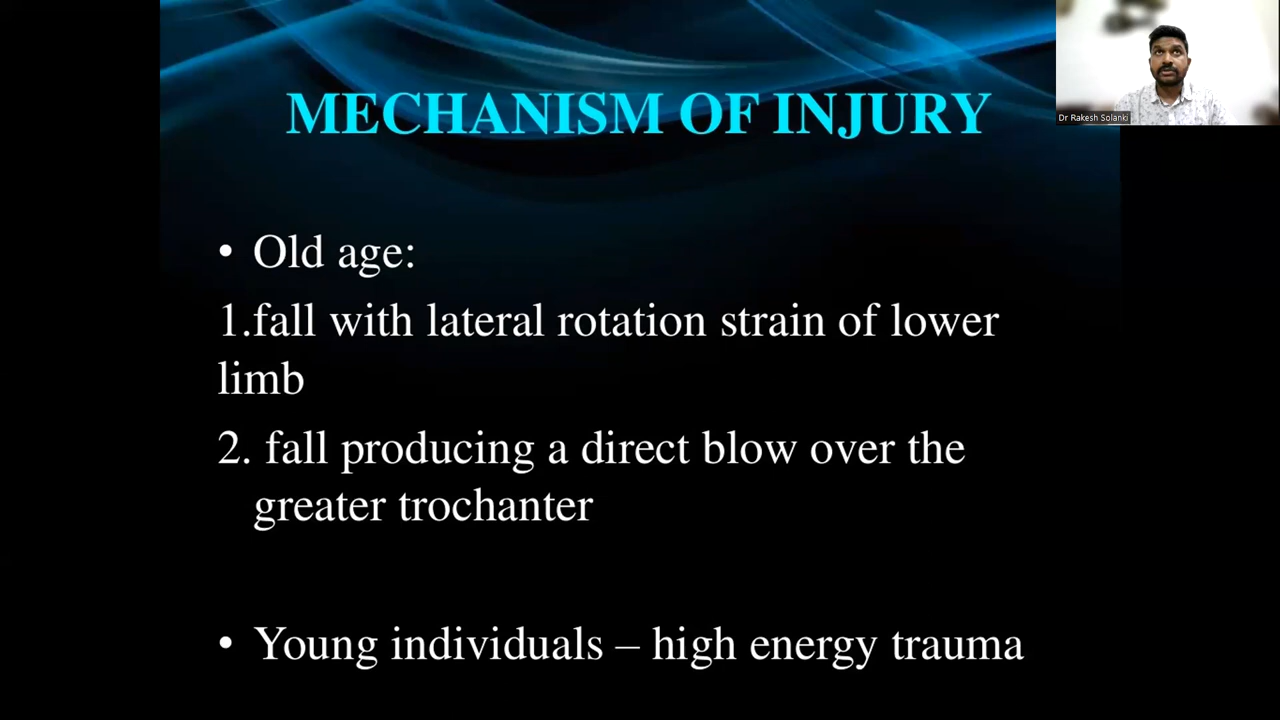 MECHANISM OF INJURY
Dr Rakesh Solanki
• Old age:
1.fall with lateral rotation strain of lower
limb
2. fall producing a direct blow over the
greater trochanter
• Young individuals – high energy trauma